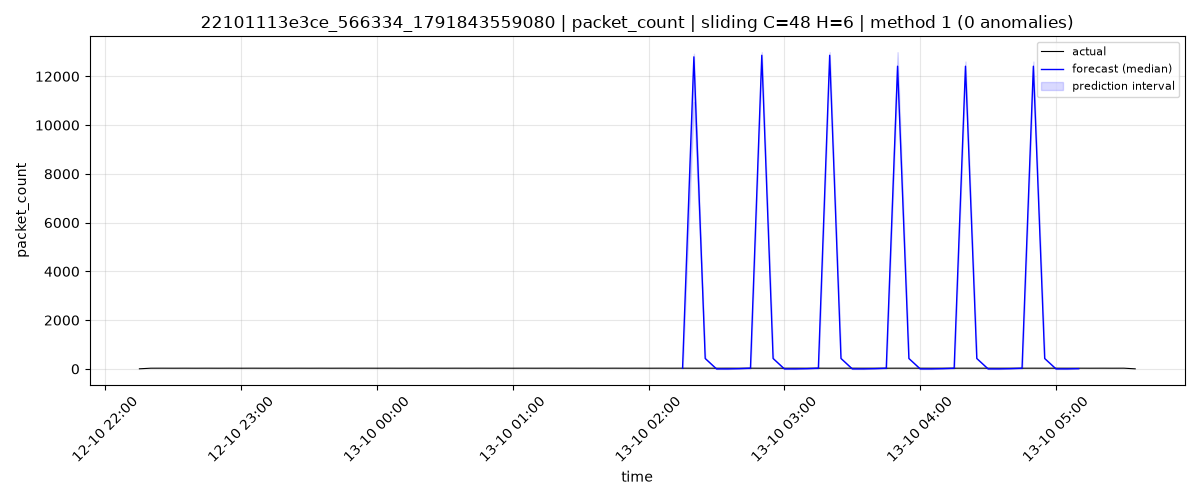 22101113e3ce_566334_1791843559080 | packet_count | sliding C=48 H=6 | method 1 (0 anomalies)
actual
forecast (median)
prediction interval
packet_count
12000
10000
8000
6000
4000
2000
0
12-10 22:00
12-10 23:00
13-10 00:00
13-10 01:00
13-10 02:00
13-10 03:00
13-10 04:00
13-10 05:00
time